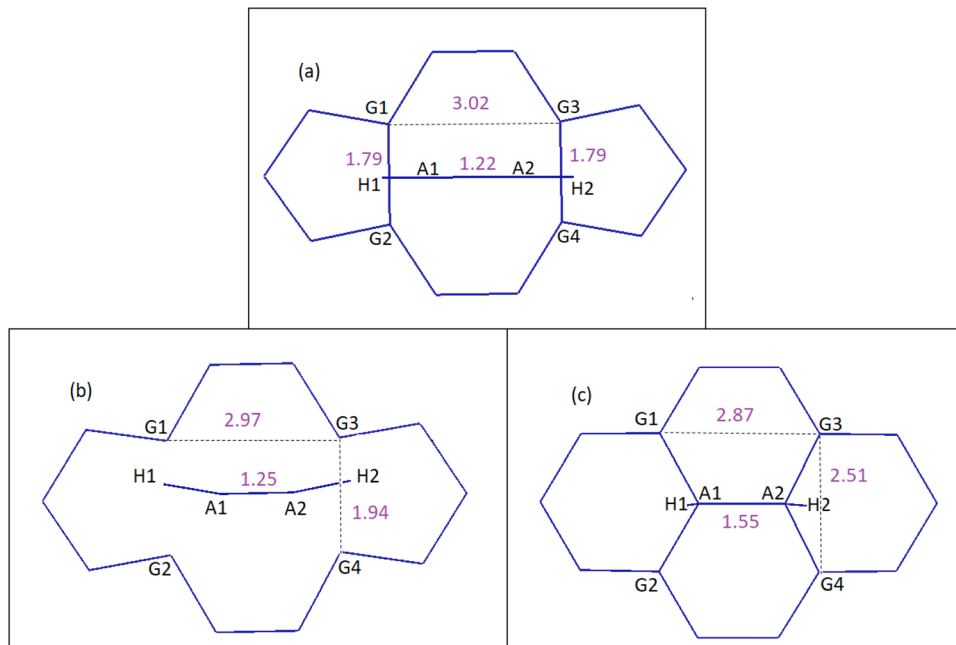 (a)
G1
3.02
G3
1.79
A1
1.22
A2
1.79
H1
H2
G2
G4
(b)
G1
2.97
G3
H1
1.25
H2
A1
A2
1.94
G2
G4
(c)
G1
2.87
G3
2.51
H1
A1
A2
H2
1.55
G2
G4